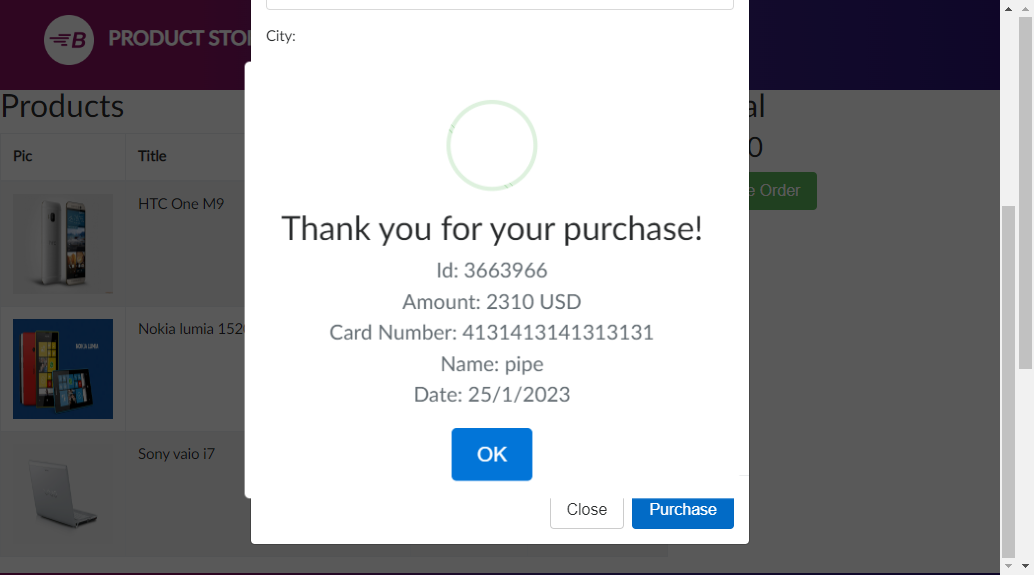 B PRODUCT STO
City:
Products
al
Pic Title
0
HTC One M9
e Order
Thank you for your purchase!
Id: 3663966
Amount: 2310 USD
Nokia lumia 152
Card Number: 4131413141313131
Name: pipe
Date: 25/1/2023
Sony vaio i7
OK
Close Purchase